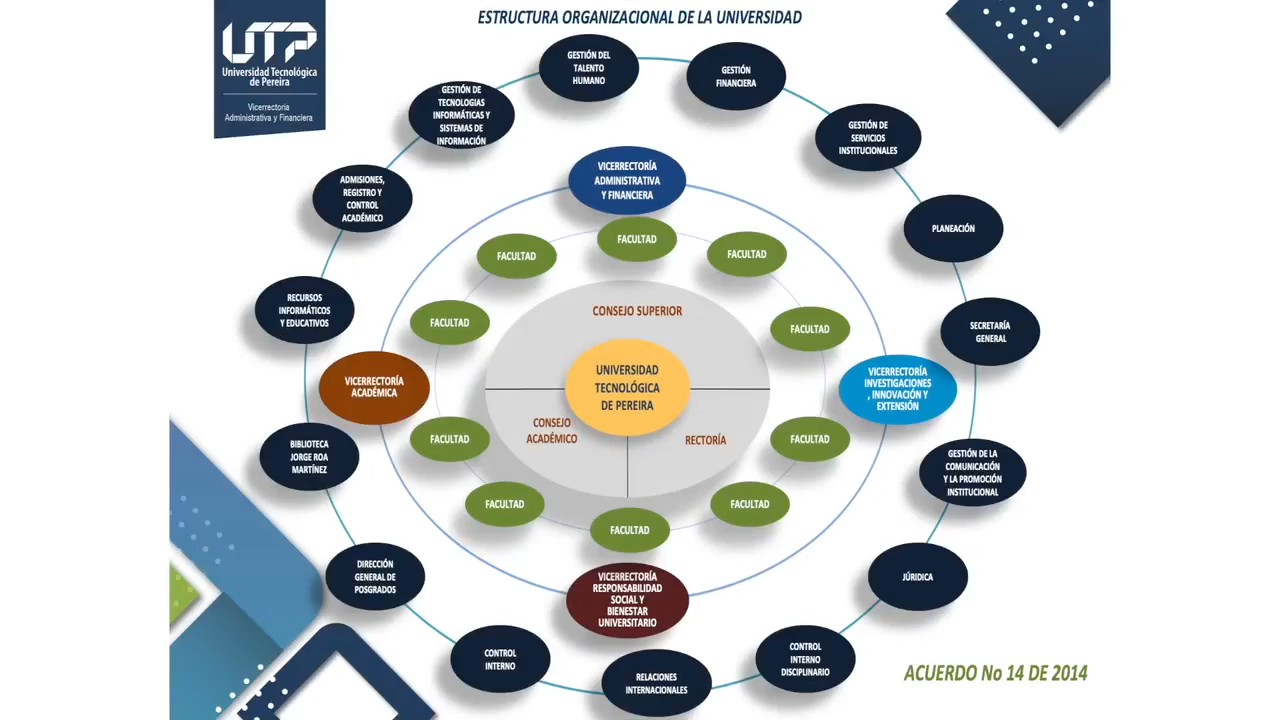 ESTRUCTURA ORGANIZACIONAL DE LA UNIVERSIDAD
UTP
Universidad Tecnológica
de Pereira
Vicerrectoria
Administrativa y Financiera
GESTIÓN DEL
TALENTO
HUMANO
GESTIÓN
FINANCIERA
GESTIÓN DE
TECNOLOGIAS
INFORMÁTICAS Y
SISTEMAS DE
INFORMACIÓN
GESTIÓN DE
SERVICIOS
INSTITUCIONALES
ADMISIONES,
REGISTRO Y
CONTROL
ACADÉMICO
VICERRECTORÍA
ADMINISTRATIVA
Y FINANCIERA
PLANEACIÓN
FACULTAD
FACULTAD
FACULTAD
RECURSOS
INFORMÁTICOS
Y EDUCATIVOS
FACULTAD
CONSEJO SUPERIOR
FACULTAD
SECRETARÍA
GENERAL
VICERRECTORÍA
ACADÉMICA
UNIVERSIDAD
TECNOLÓGICA
DE PEREIRA
VICERRECTORÍA
INVESTIGACIONES
, INNOVACIÓN Y
EXTENSIÓN
CONSEJO
ACADÉMICO
RECTORÍA
BIBLIOTECA
JORGE ROA
MARTÍNEZ
FACULTAD
FACULTAD
GESTIÓN DE LA
COMUNICACIÓN
Y LA PROMOCIÓN
INSTITUCIONAL
FACULTAD
FACULTAD
FACULTAD
DIRECCIÓN
GENERAL DE
POSGRADOS
VICERRECTORÍA
RESPONSABILIDAD
SOCIAL Y
BIENESTAR
UNIVERSITARIO
JÚRIDICA
CONTROL
INTERNO
RELACIONES
INTERNACIONALES
CONTROL
INTERNO
DISCIPLINARIO
ACUERDO No 14 DE 2014